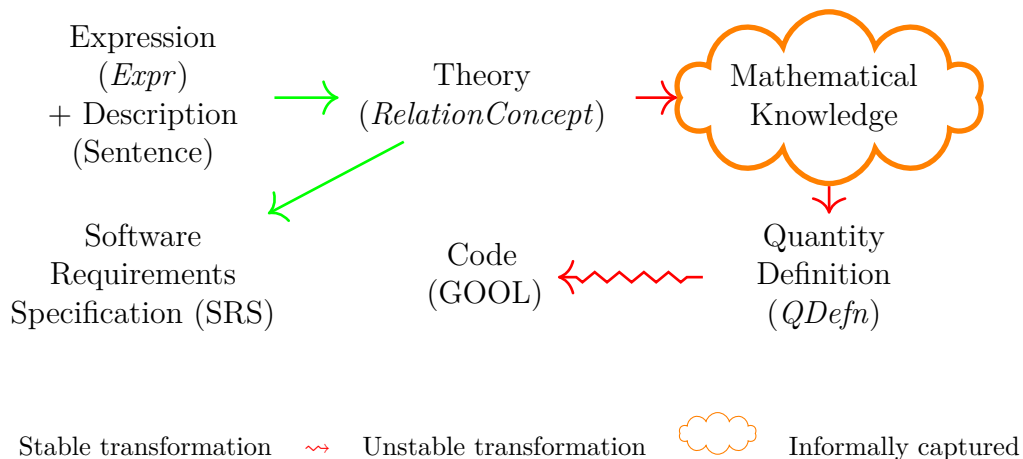 Expression
(Expr)
+ Description
(Sentence)
Theory
(RelationConcept)
Mathematical
Knowledge
Software
Requirements
Specification (SRS)
Code
(GOOL)
Quantity
Definition
(QDefn)
Stable transformation
Unstable transformation
Informally captured